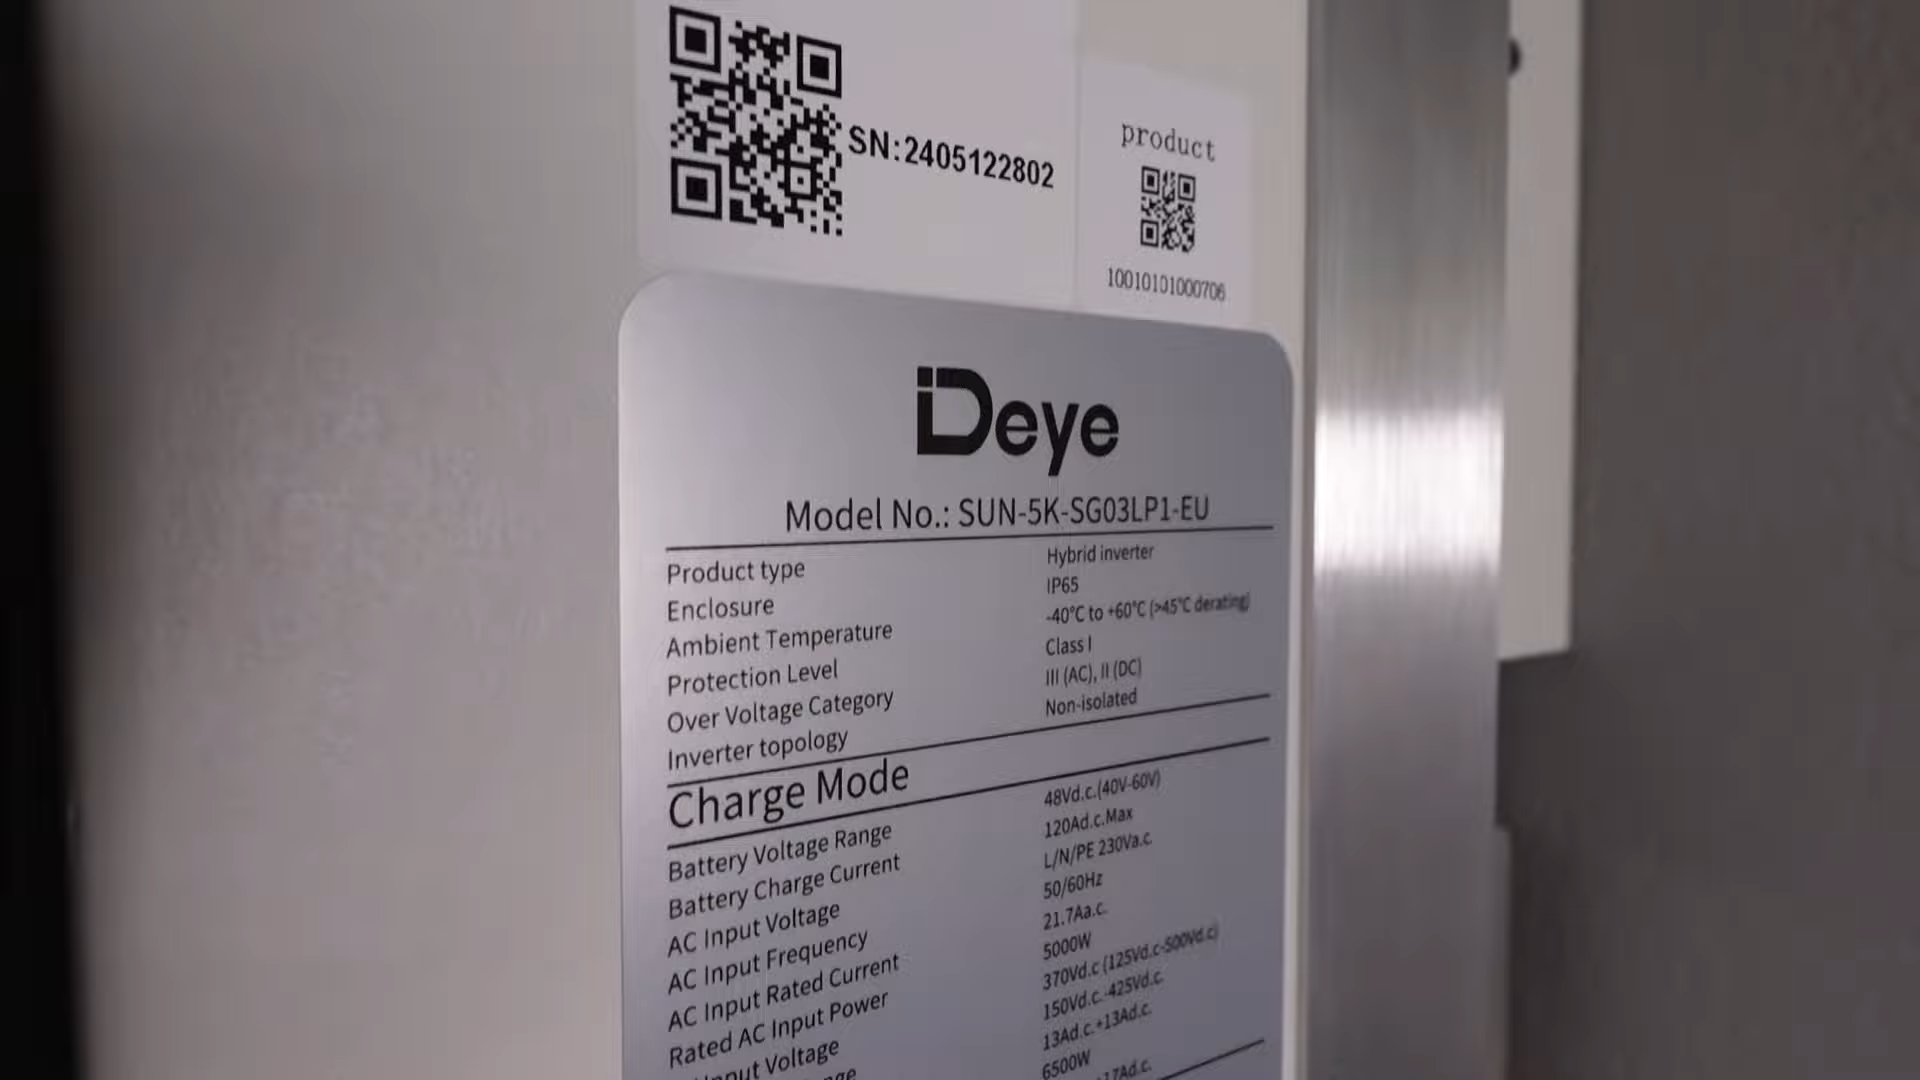 SN:2405122802
product
10010101000706
Deye
Model No.: SUN-5K-SG03LP1-EU
Product type Hybrid inverter
Enclosure IP65
Ambient Temperature -40°C to +60°C (>45°C derating)
Protection Level Class I
Over Voltage Category III (AC), II (DC)
Inverter topology Non-isolated
Charge Mode
Battery Voltage Range 48Vd.c.(40V-60V)
Battery Charge Current 120Ad.c.Max
AC Input Voltage L/N/PE 230Va.c.
AC Input Frequency 50/60Hz
AC Input Rated Current 21.7Aa.c.
Rated AC Input Power 5000W
Input Voltage 370Vd.c (125Vd.c-500Vd.c)
150Vd.c.-425Vd.c.
13Ad.c.+13Ad.c.
6500W
17Ad.c.